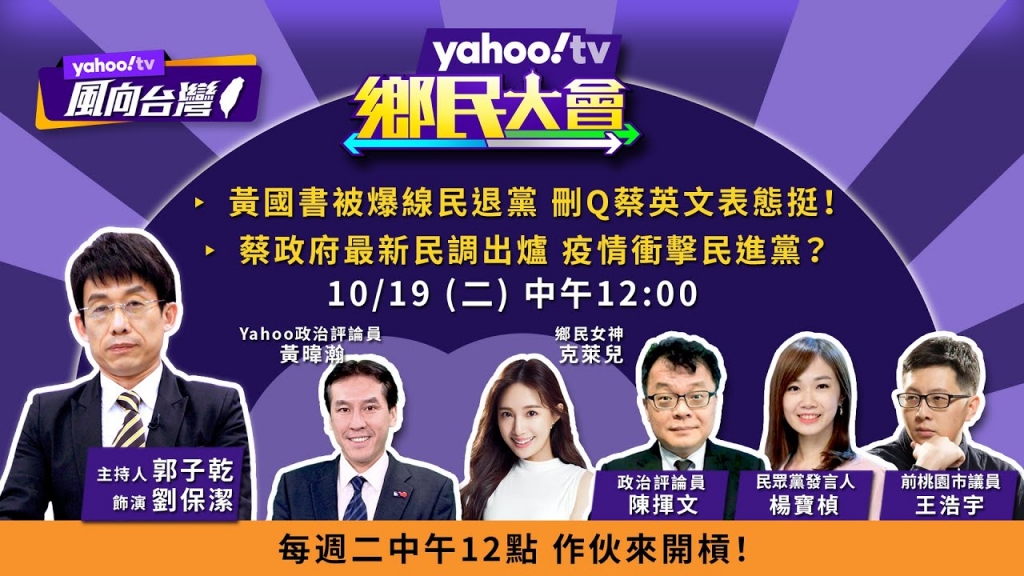 yahoo!tv
風向台灣
yahoo!tv
鄉民大會
黃國書被爆線民退黨 刪Q蔡英文表態挺！
蔡政府最新民調出爐 疫情衝擊民進黨？
10/19 (二) 中午12:00
Yahoo政治評論員
黃暐瀚
鄉民女神
克萊兒
主持人 郭子乾
飾演 劉保潔
政治評論員
陳揮文
民眾黨發言人
楊寶楨
前桃園市議員
王浩宇
每週二中午12點 作伙來開槓！